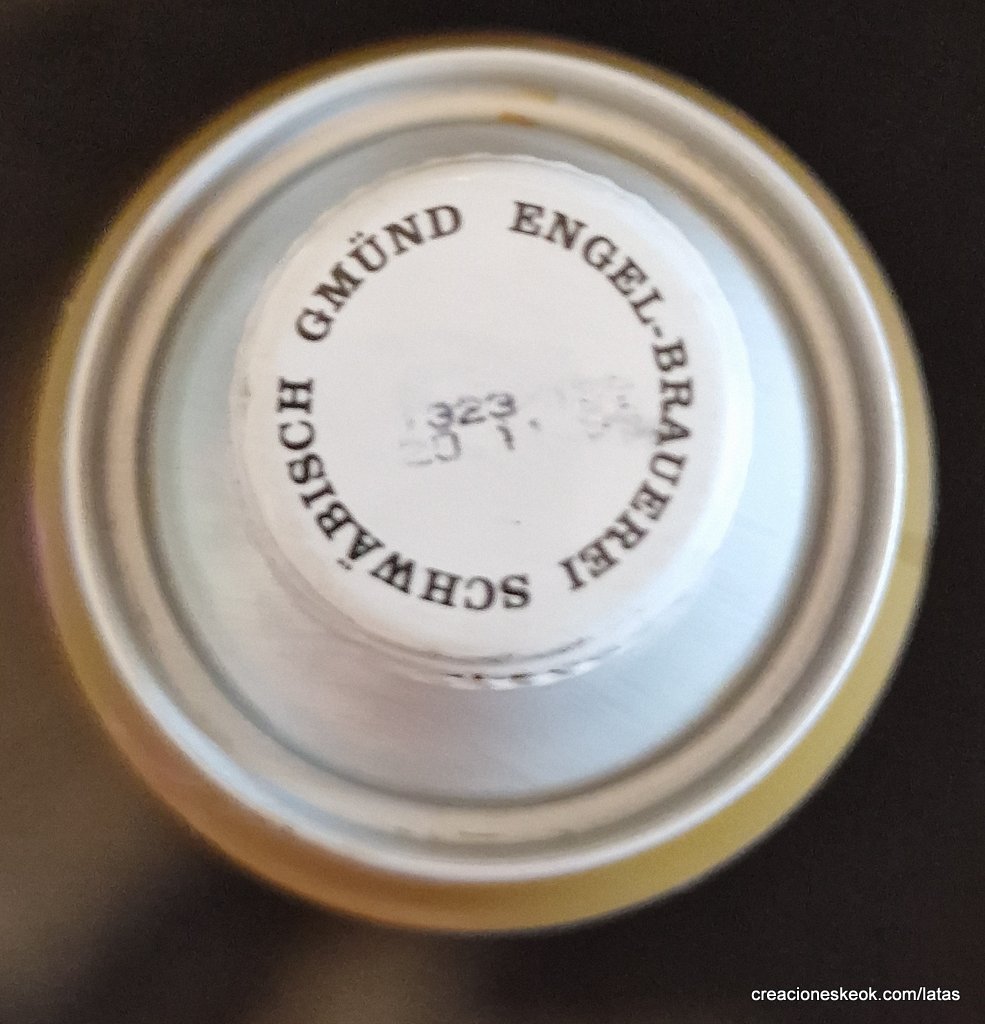 ENGEL-BRAUEREI SCHWÄBISCH GMÜND
323
creacioneskeok.com/latas